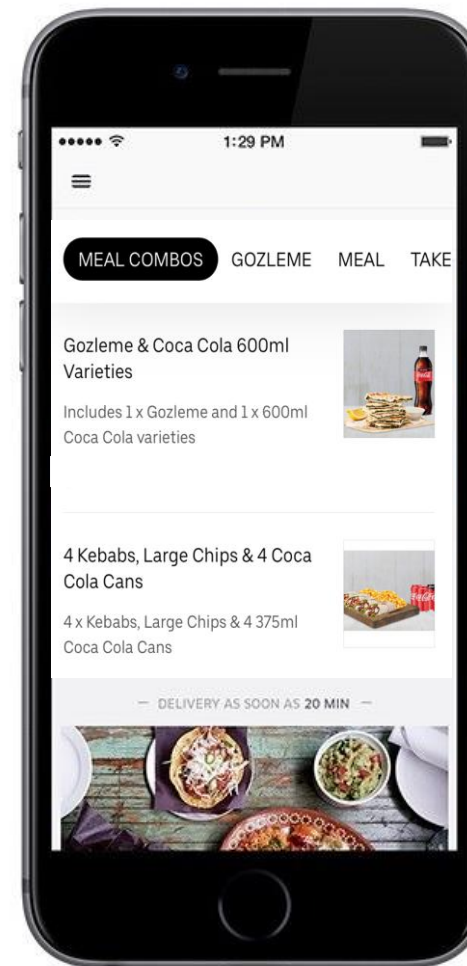 1:29 PM
MEAL COMBOS GOZLEME MEAL TAKE
Gozleme & Coca Cola 600ml
Varieties
Includes 1 x Gozleme and 1 x 600ml
Coca Cola varieties
4 Kebabs, Large Chips & 4 Coca
Cola Cans
4 x Kebabs, Large Chips & 4 375ml
Coca Cola Cans
— DELIVERY AS SOON AS 20 MIN —